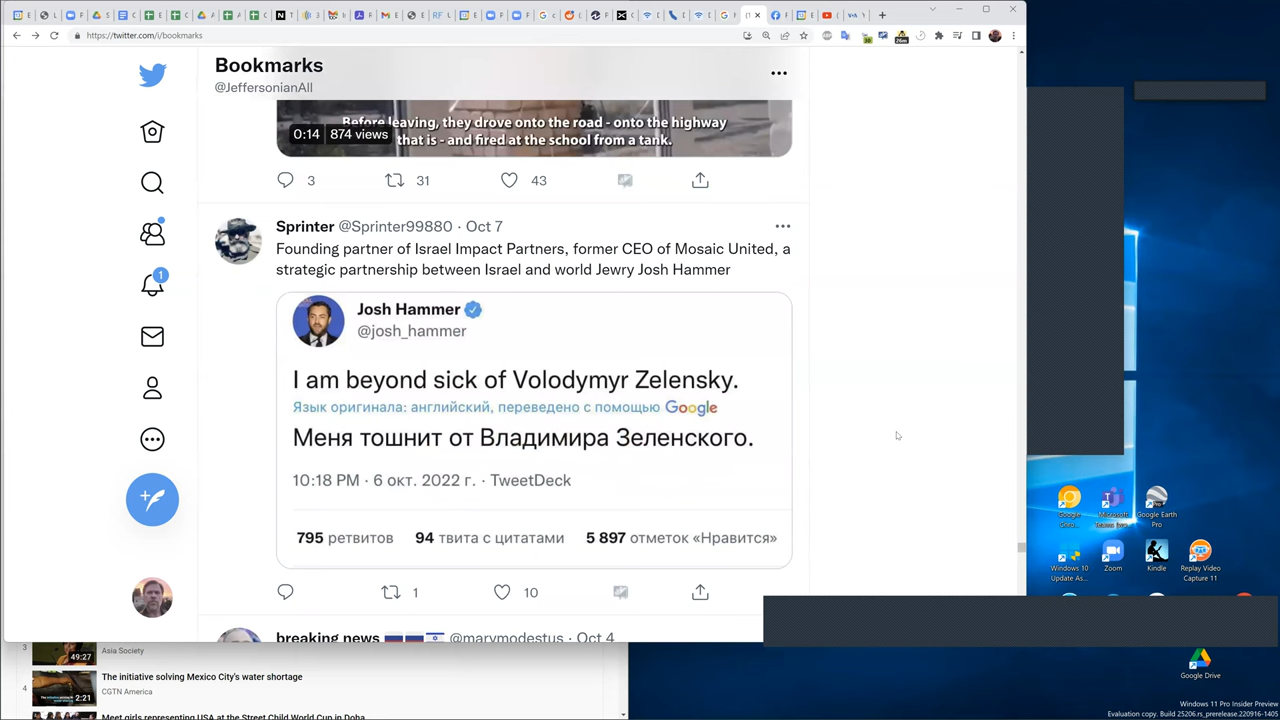 https://twitter.com/i/bookmarks
26m
Bookmarks
@JeffersonianAll
Before leaving, they drove onto the road - onto the highway
that is - and fired at the school from a tank.
0:14 874 views
3 31 43
Sprinter @Sprinter99880 · Oct 7
Founding partner of Israel Impact Partners, former CEO of Mosaic United, a
strategic partnership between Israel and world Jewry Josh Hammer
Josh Hammer
@josh_hammer
I am beyond sick of Volodymyr Zelensky.
Язык оригинала: английский, переведено с помощью Google
Меня тошнит от Владимира Зеленского.
10:18 PM · 6 окт. 2022 г. · TweetDeck
795 ретвитов 94 твита с цитатами 5 897 отметок «Нравится»
1 10
breaking news @marymodestus · Oct 4
1
3
49:27
Asia Society
4
2:21
The initiative solving Mexico City's water shortage
CGTN America
Meet girls representing USA at the Street Child World Cup in Doha
Google Earth
Pro
Windows 10
Update As...
Zoom
Kindle
Replay Video
Capture 11
Google Drive
Windows 11 Pro Insider Preview
Evaluation copy. Build 25206.rs_prerelease.220916-1405